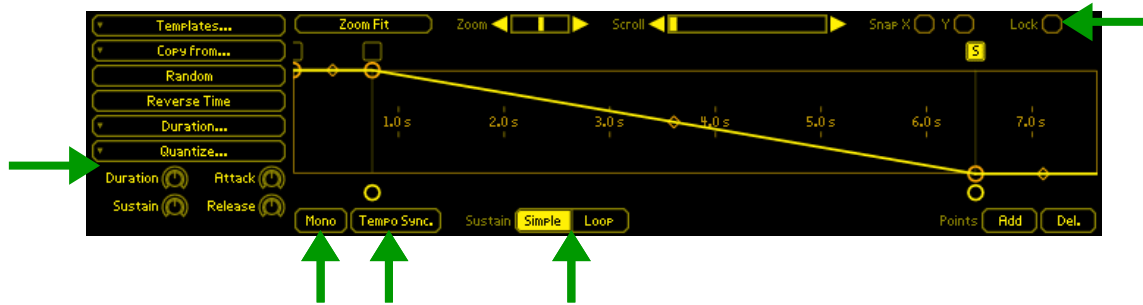 Templates... Zoom Fit Zoom Scroll Snap X Y Lock
Copy from... S
Random
Reverse Time
Duration... 1.0 s 2.0 s 3.0 s 4.0 s 5.0 s 6.0 s 7.0 s
Quantize...
Duration Attack
Sustain Release
Mono Tempo Sync. Sustain Simple Loop Points Add Del.